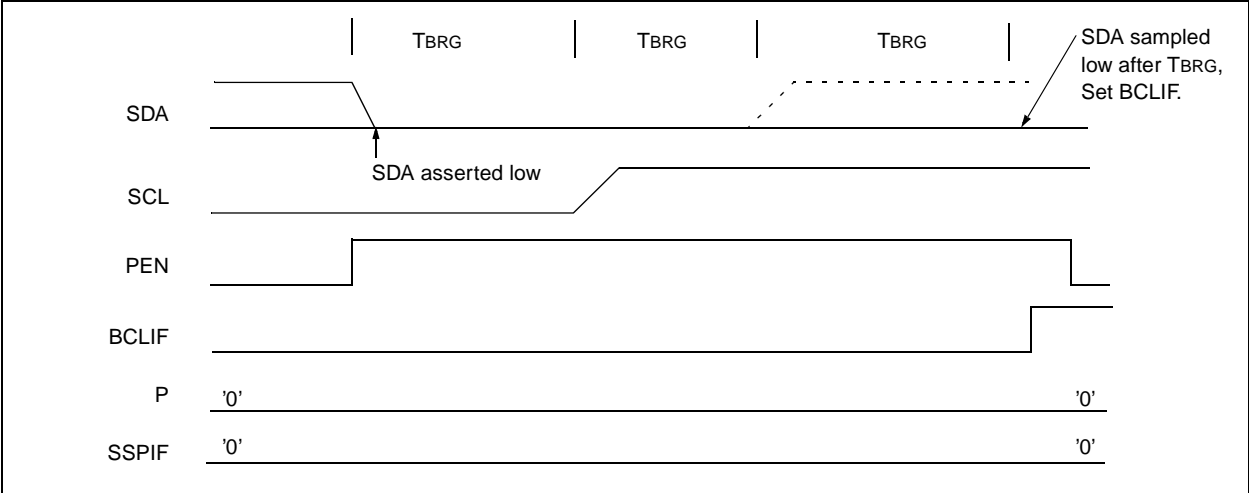 TBRG TBRG TBRG
SDA sampled
low after TBRG,
Set BCLIF.
SDA
SDA asserted low
SCL
PEN
BCLIF
P '0' '0'
SSPIF '0' '0'